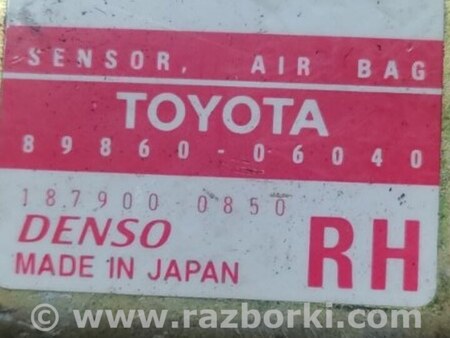 SENSOR, AIR BAG
TOYOTA
89860-06040
187900 0850
DENSO
RH
MADE IN JAPAN
© www.razborki.com